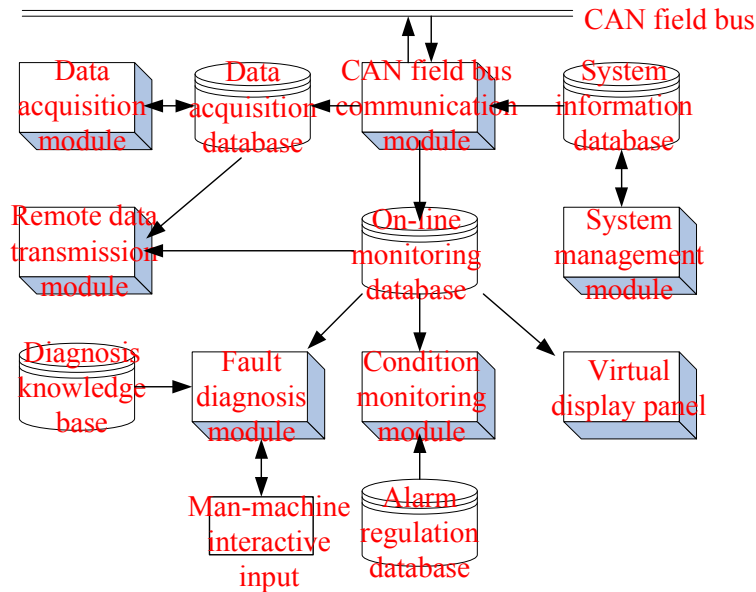 CAN field bus
Data
acquisition
module
Data
acquisition
database
CAN field bus
communication
module
System
information
database
Remote data
transmission
module
On-line
monitoring
database
System
management
module
Diagnosis
knowledge
base
Fault
diagnosis
module
Condition
monitoring
module
Virtual
display panel
Man-machine
interactive
input
Alarm
regulation
database